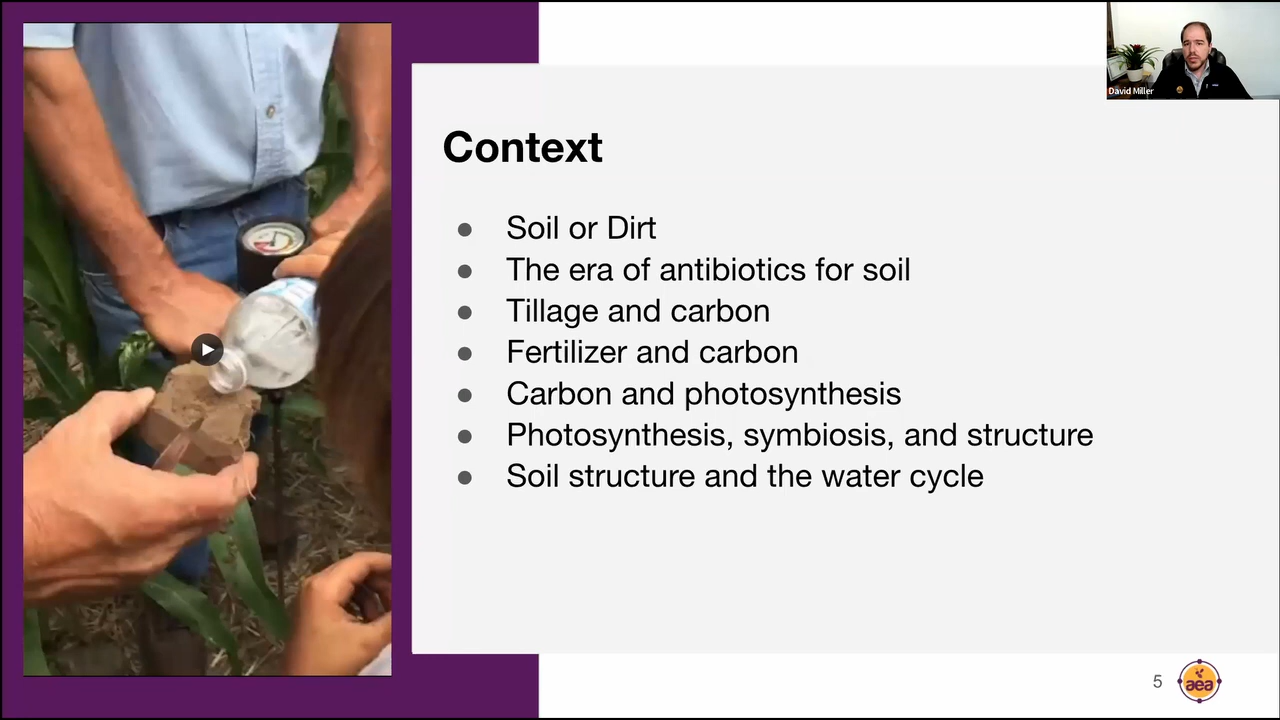 David Miller
Context
Soil or Dirt
The era of antibiotics for soil
Tillage and carbon
Fertilizer and carbon
Carbon and photosynthesis
Photosynthesis, symbiosis, and structure
Soil structure and the water cycle
5
aea